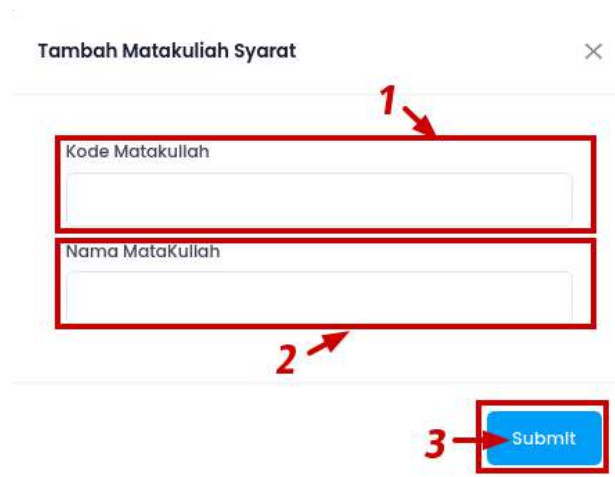 Tambah Matakuliah Syarat
1
Kode Matakuliah
Nama MataKuliah
2
3 Submit